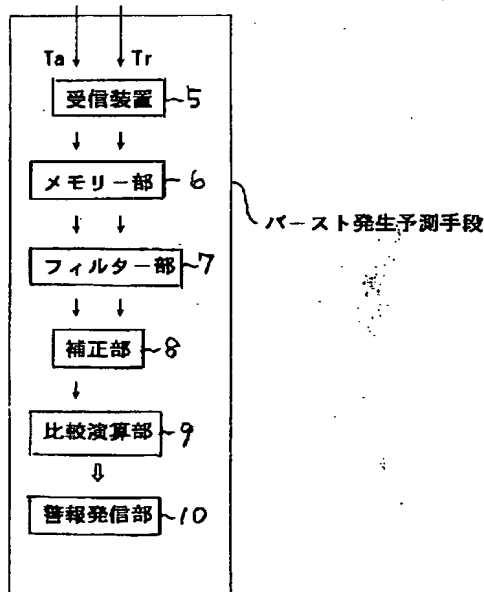 Ta Tr
受信装置 ~5
メモリー部 ~6
バースト発生予測手段
フィルター部 ~7
補正部 ~8
比較演算部 ~9
警報発信部 ~10